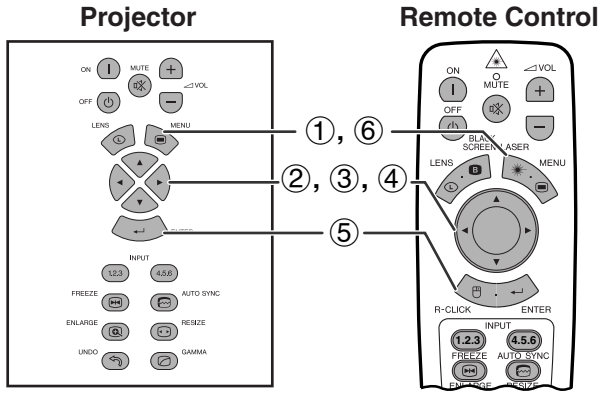 Projector
Remote Control
ON
MUTE
VOL
OFF
LENS
MENU
L
ENTER
INPUT
1.2.3
4.5.6
FREEZE
AUTO SYNC
ENLARGE
RESIZE
UNDO
GAMMA
①, ⑥
②, ③, ④
⑤
ON
MUTE
VOL
OFF
BLACK
SCREEN
LASER
LENS
B
MENU
L
R-CLICK
ENTER
INPUT
1.2.3
4.5.6
FREEZE
AUTO SYNC
ENLARGE
RESIZE